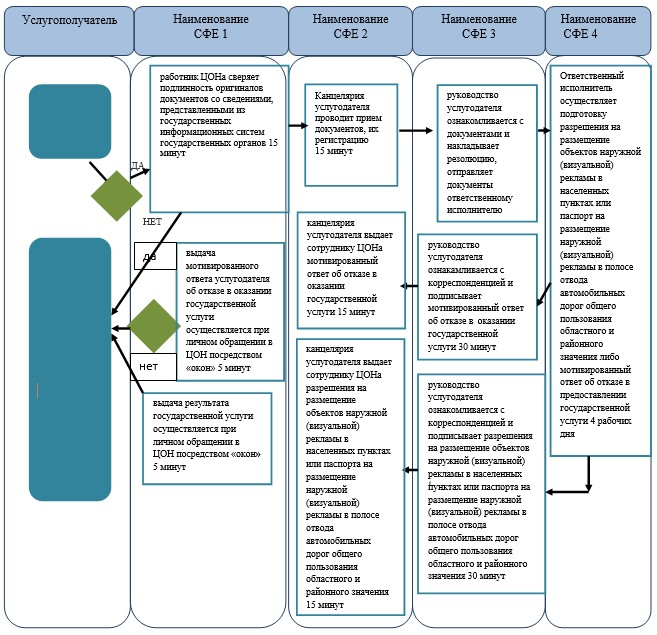 Услугополучатель
Наименование
СФЕ 1
Наименование
СФЕ 2
Наименование
СФЕ 3
Наименование
СФЕ 4
работник ЦОНа сверяет
подлинность оригиналов
документов со сведениями,
представленными из
государственных
информационных систем
государственных органов 15
минут
Канцелярия
услугодателя
проводит прием
документов, их
регистрацию
15 минут
руководство
услугодателя
ознакамливается с
документами и
накладывает
резолюцию,
отправляет
документы
ответственному
исполнителю
Ответственный
исполнитель
осуществляет
подготовку
разрешения на
размещение
объектов наружной
(визуальной)
рекламы в
населенных
пунктах или
паспорт на
размещение
наружной
(визуальной)
рекламы в полосе
отвода
автомобильных
дорог общего
пользования
областного и
районного
значения либо
мотивированный
ответ об отказе в
предоставлении
государственной
услуги 4 рабочих
дня
ДА
НЕТ
да
нет
выдача
мотивированного
ответа услугодателя
об отказе в оказании
государственной
услуги
осуществляется при
личном обращении в
ЦОН посредством
«окон» 5 минут
канцелярия
услугодателя выдает
сотруднику ЦОНа
мотивированный
ответ об отказе в
оказании
государственной
услуги 15 минут
руководство
услугодателя
ознакамливается с
корреспонденцией и
подписывает
мотивированный ответ
об отказе в оказании
государственной
услуги 30 минут
выдача результата
государственной услуги
осуществляется при
личном обращении в
ЦОН посредством «окон»
5 минут
канцелярия
услугодателя выдает
сотруднику ЦОНа
разрешения на
размещение
объектов наружной
(визуальной)
рекламы в
населенных пунктах
или паспорта на
размещение
наружной
(визуальной)
рекламы в полосе
отвода
автомобильных
дорог общего
пользования
областного и
районного значения
15 минут
руководство
услугодателя
ознакомливается с
корреспонденцией и
подписывает разрешения
на размещение объектов
наружной (визуальной)
рекламы в населенных
пунктах или паспорта на
размещение наружной
(визуальной) рекламы в
полосе отвода
автомобильных дорог
общего пользования
областного и районного
значения 30 минут